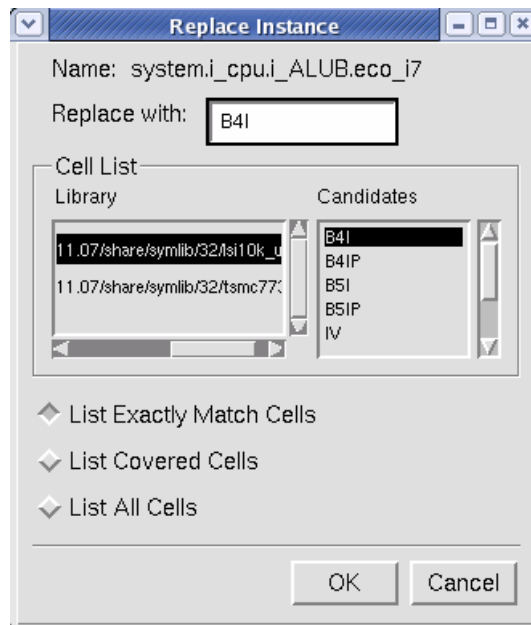 Replace Instance
Name: system.i_cpu.i_ALUB.eco_i7
Replace with: B4I
Cell List
Library
11.07/share/symlib/32/lsi10k_u
11.07/share/symlib/32/tsmc773
Candidates
B4I
B4IP
B5I
B5IP
IV
List Exactly Match Cells
List Covered Cells
List All Cells
OK Cancel